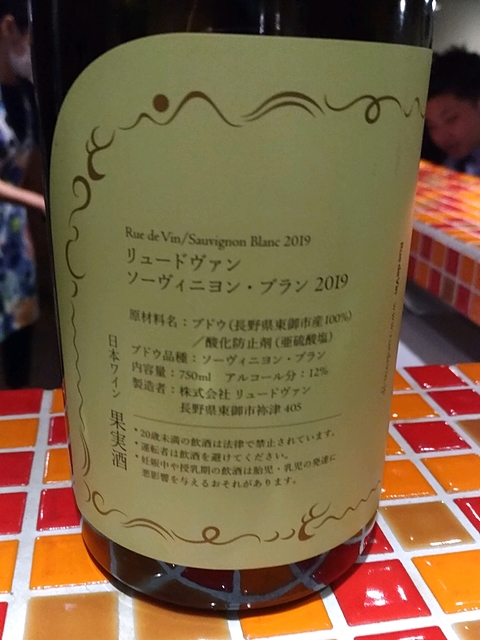 Rue de Vin/Sauvignon Blanc 2019
リュードヴァン
ソーヴィニヨン・ブラン 2019
原材料名：ブドウ（長野県東御市産100%）
／酸化防止剤（亜硫酸塩）
ブドウ品種：ソーヴィニヨン・ブラン
内容量：750ml アルコール分：12%
製造者：株式会社 リュードヴァン
長野県東御市祢津 405
日本ワイン 果実酒
・20歳未満の飲酒は法律で禁止されています。
・運転者は飲酒を避けてください。
・妊娠中や授乳期の飲酒は胎児・乳児の発達に
悪影響を与えるおそれがあります。